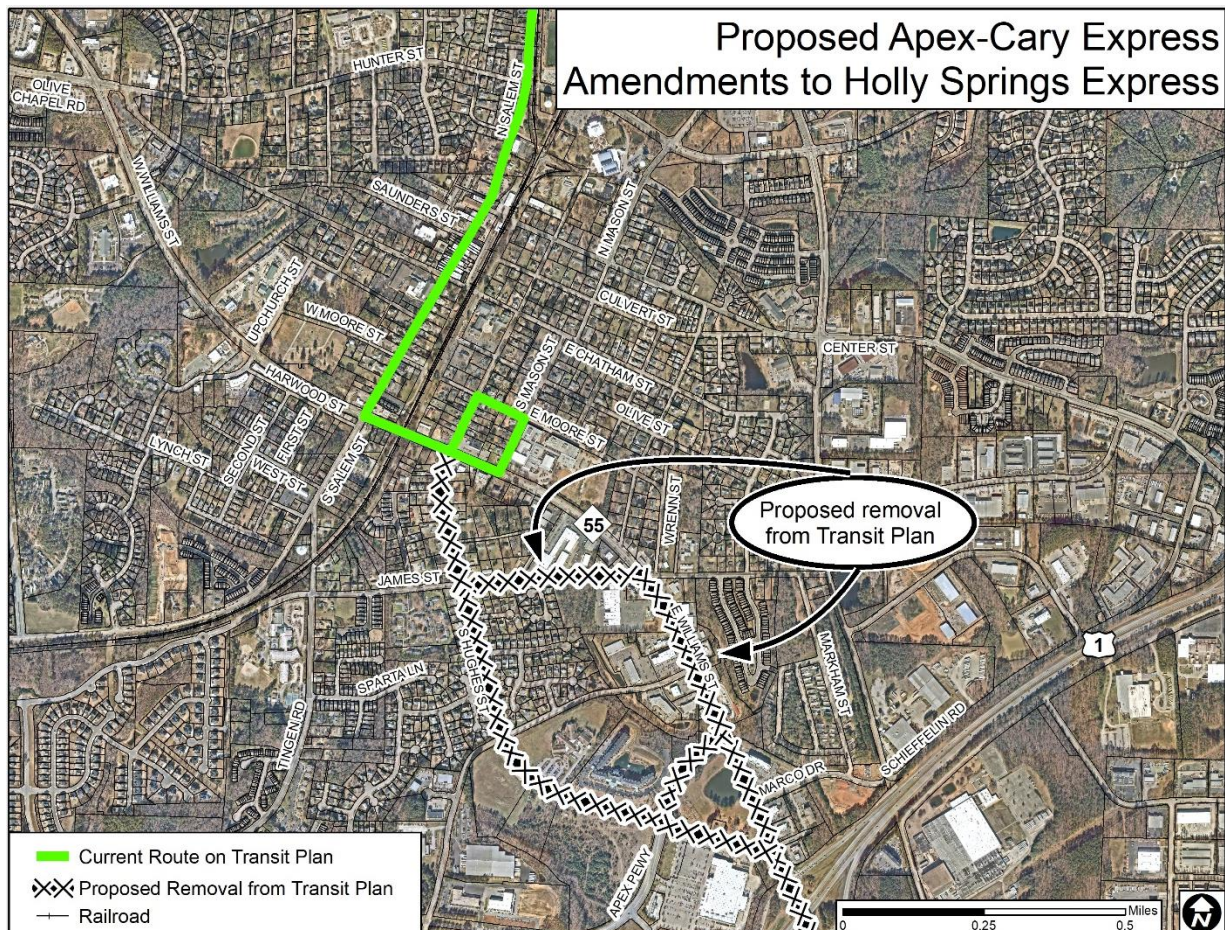 Proposed Apex-Cary Express
Amendments to Holly Springs Express
HUNTER ST
OLIVE
CHAPEL RD
N SALEM ST
W WILLIAMS ST
SAUNDERS ST
N MASON ST
UPCHURCH ST
W MOORE ST
CULVERT ST
CENTER ST
E CHATHAM ST
S MASON ST
HARWOOD ST
E MOORE ST
OLIVE ST
LYNCH ST
SECOND ST
FIRST ST
WEST ST
S SALEM ST
WRENN ST
55
Proposed removal
from Transit Plan
JAMES ST
E WILLIAMS ST
1
S HUGHES ST
SPARTA LN
MARKHAM ST
TINGEN RD
SCHIEFFELIN RD
MARCO DR
APEX PKWY
Current Route on Transit Plan
Proposed Removal from Transit Plan
Railroad
Miles
0 0.25 0.5
N